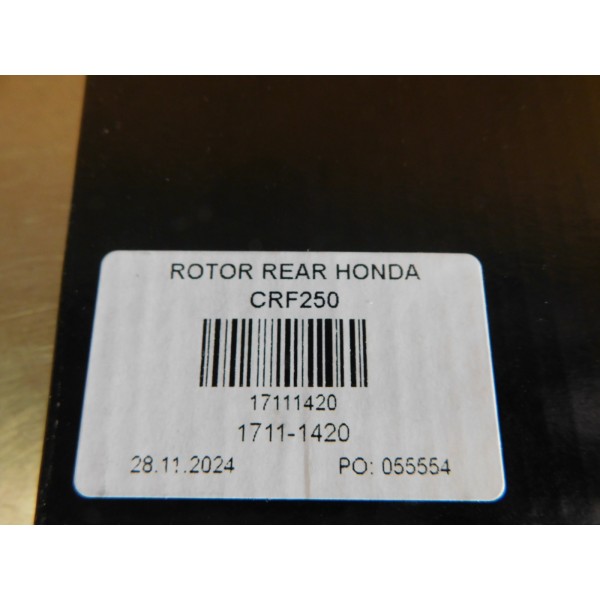 ROTOR REAR HONDA
CRF250
17111420
1711-1420
28.11.2024 PO: 055554